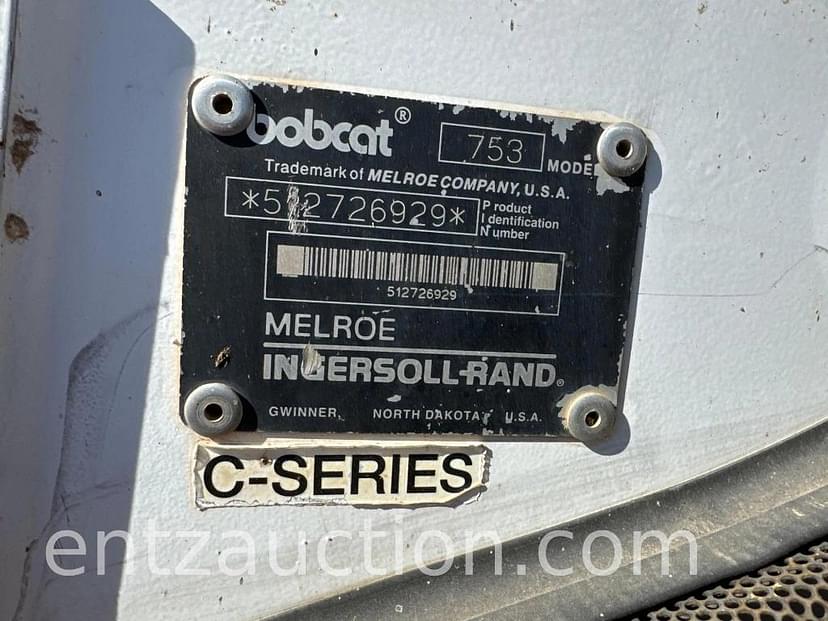 bobcat®
753 MODEL
Trademark of MELROE COMPANY, U.S.A.
*512726929*
Product
Identification
Number
512726929
MELROE
INGERSOLL-RAND®
GWINNER, NORTH DAKOTA, U.S.A.
C-SERIES
entzauction.com